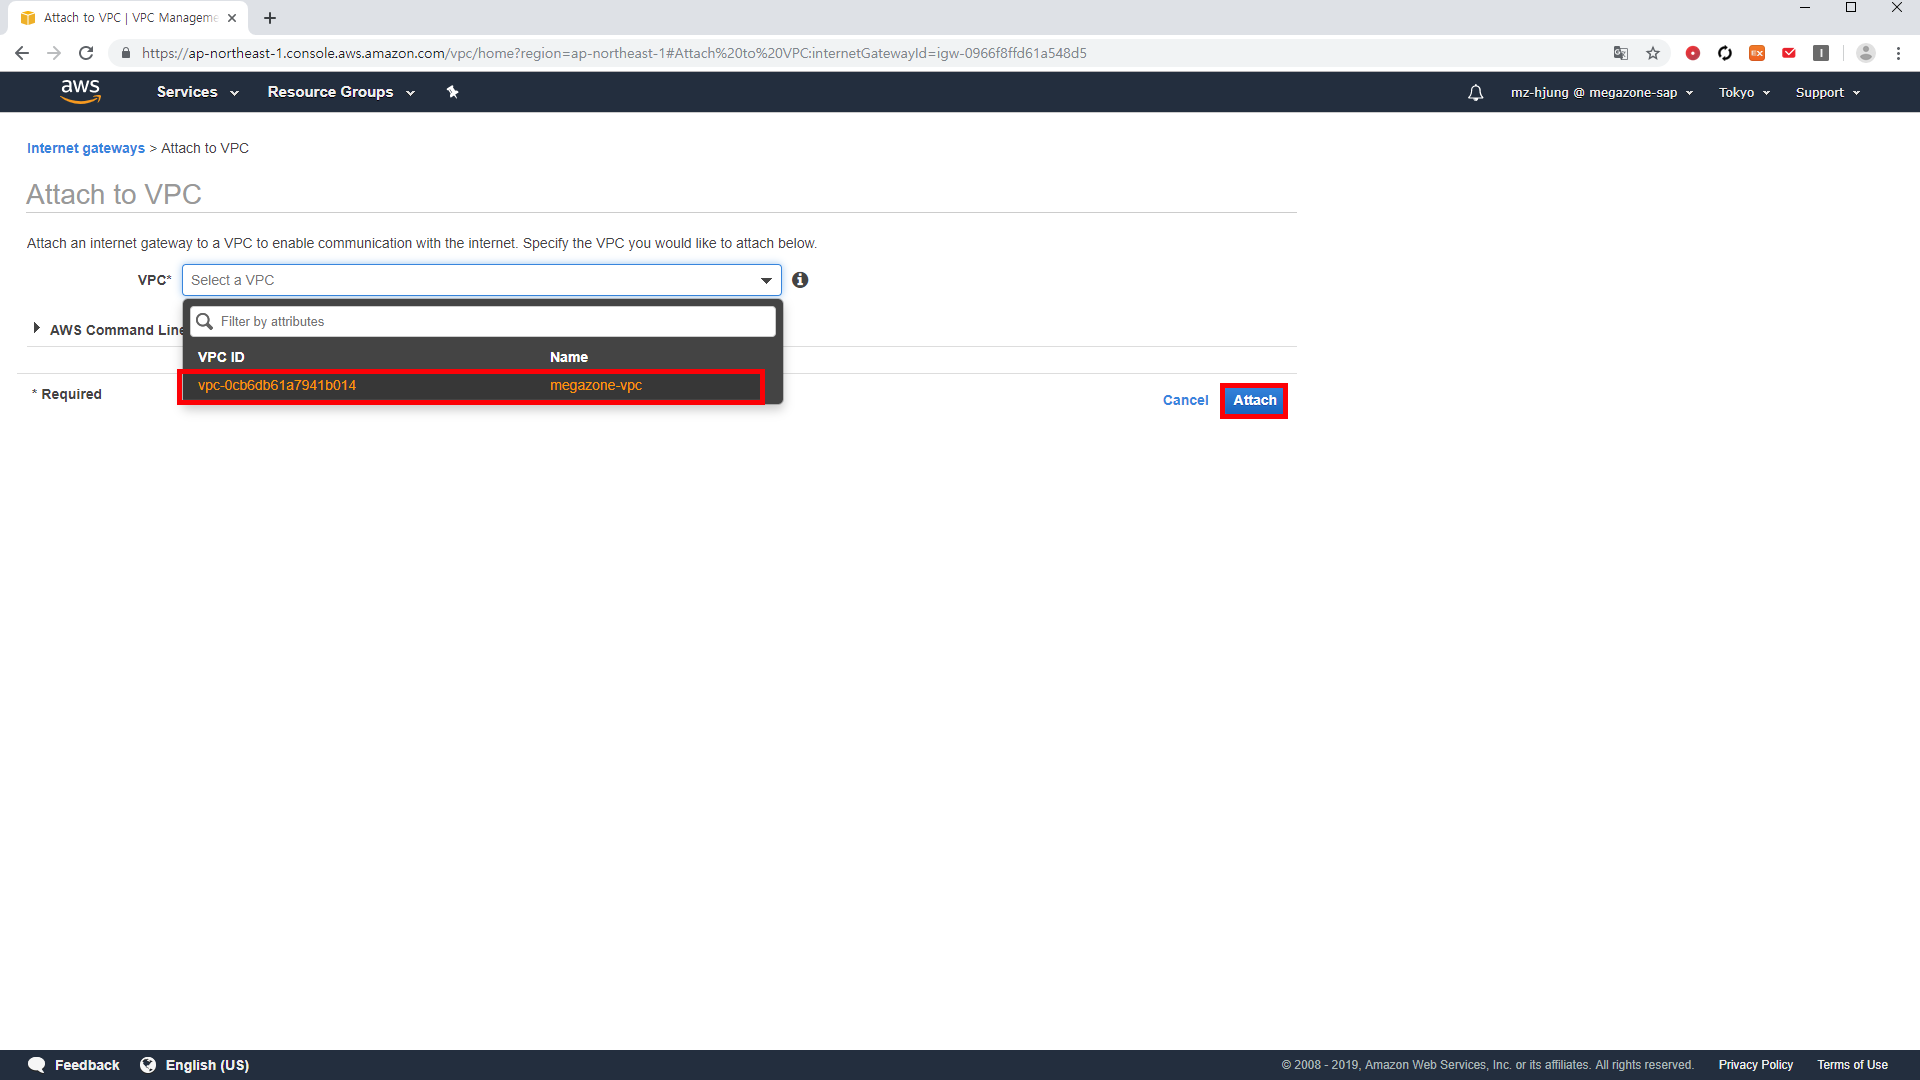 Attach to VPC | VPC Manageme
https://ap-northeast-1.console.aws.amazon.com/vpc/home?region=ap-northeast-1#Attach%20to%20VPC:internetGatewayId=igw-0966f8ffd61a548d5
aws Services Resource Groups mz-hjung @ megazone-sap Tokyo Support
Internet gateways > Attach to VPC
Attach to VPC
Attach an internet gateway to a VPC to enable communication with the internet. Specify the VPC you would like to attach below.
VPC* Select a VPC
Filter by attributes
AWS Command Line
VPC ID Name
vpc-0cb6db61a7941b014 megazone-vpc
* Required
Cancel Attach
Feedback English (US) © 2008 - 2019, Amazon Web Services, Inc. or its affiliates. All rights reserved. Privacy Policy Terms of Use